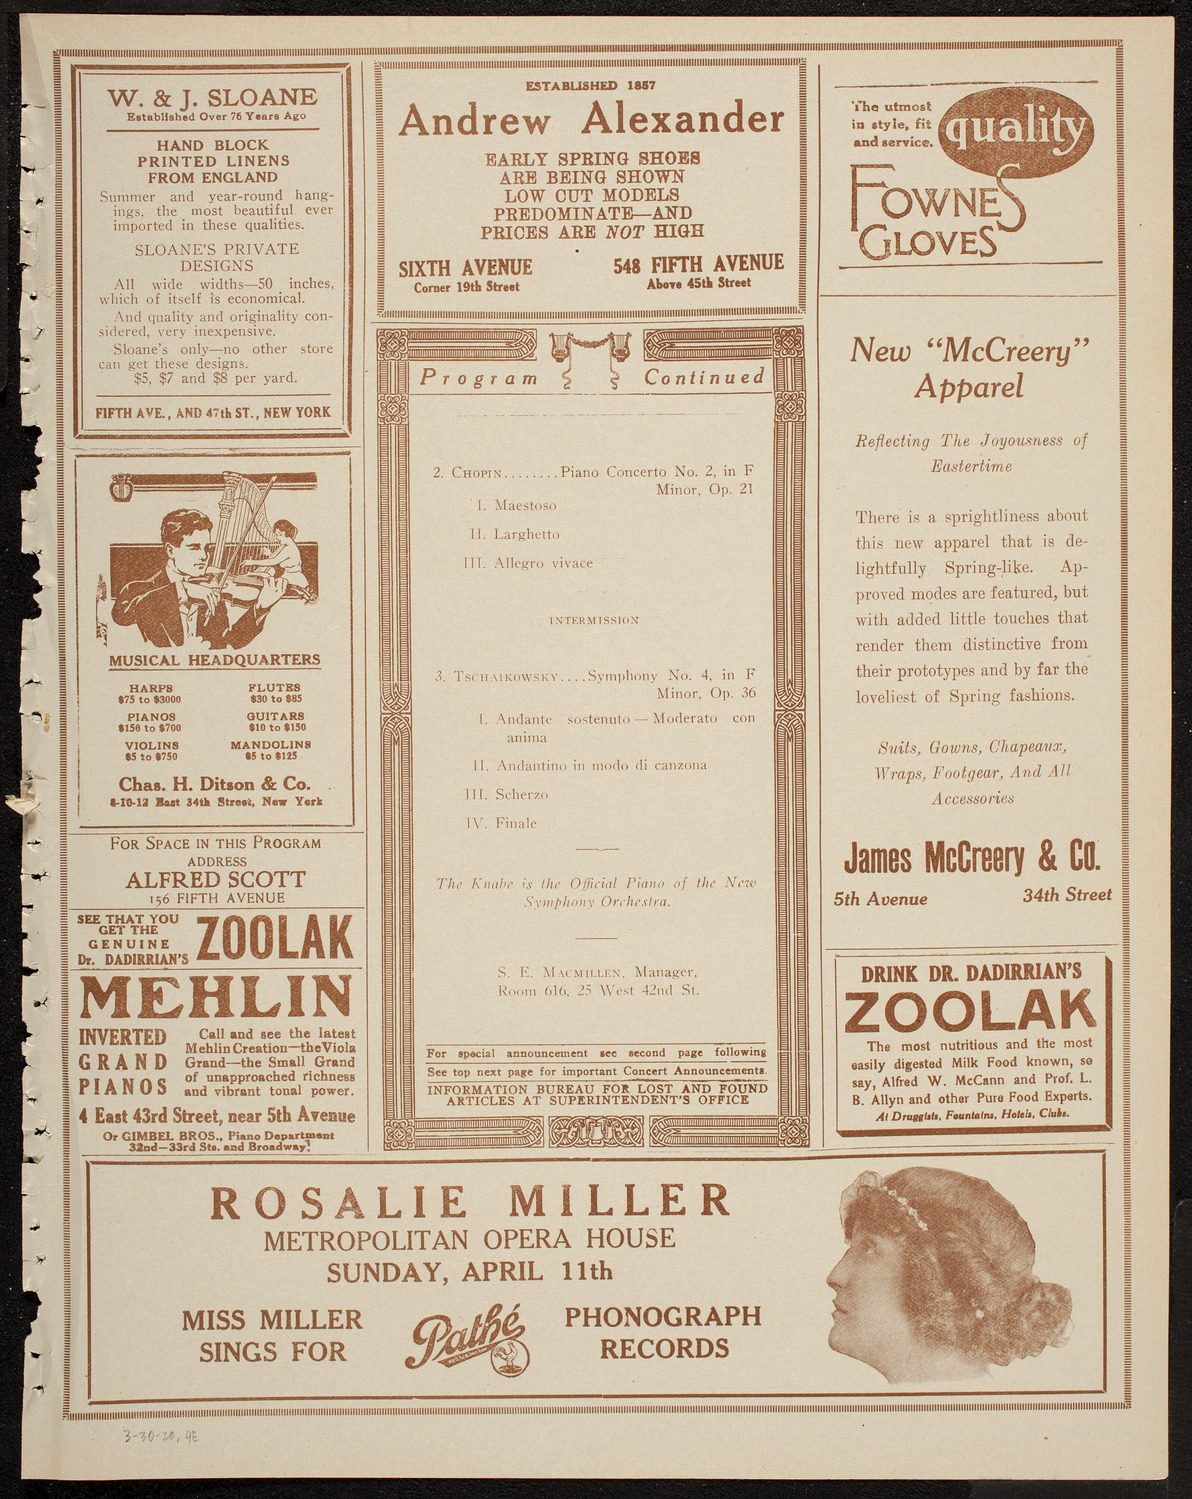 W. & J. SLOANE
Established Over 76 Years Ago
HAND BLOCK
PRINTED LINENS
FROM ENGLAND
Summer and year-round hang-
ings, the most beautiful ever
imported in these qualities.
SLOANE'S PRIVATE
DESIGNS
All wide widths—50 inches,
which of itself is economical.
And quality and originality con-
sidered, very inexpensive.
Sloane's only—no other store
can get these designs.
$5, $7 and $8 per yard.
FIFTH AVE., AND 47th ST., NEW YORK
MUSICAL HEADQUARTERS
HARPS
$75 to $3000
FLUTES
$30 to $85
PIANOS
$150 to $700
GUITARS
$10 to $150
VIOLINS
$5 to $750
MANDOLINS
$5 to $125
Chas. H. Ditson & Co.
8-10-12 East 34th Street, New York
FOR SPACE IN THIS PROGRAM
ADDRESS
ALFRED SCOTT
156 FIFTH AVENUE
SEE THAT YOU
GET THE
GENUINE
Dr. DADIRRIAN'S
ZOOLAK
MEHLIN
INVERTED
GRAND
PIANOS
Call and see the latest
Mehlin Creation—the Viola
Grand—the Small Grand
of unapproached richness
and vibrant tonal power.
4 East 43rd Street, near 5th Avenue
Or GIMBEL BROS., Piano Department
32nd—33rd Sts. and Broadway
ESTABLISHED 1857
Andrew Alexander
EARLY SPRING SHOES
ARE BEING SHOWN
LOW CUT MODELS
PREDOMINATE—AND
PRICES ARE NOT HIGH
SIXTH AVENUE
Corner 19th Street
548 FIFTH AVENUE
Above 45th Street
Program Continued
2. CHOPIN........Piano Concerto No. 2, in F
Minor, Op. 21
I. Maestoso
II. Larghetto
III. Allegro vivace
INTERMISSION
3. TSCHAIKOWSKY....Symphony No. 4, in F
Minor, Op. 36
I. Andante sostenuto — Moderato con
anima
II. Andantino in modo di canzona
III. Scherzo
IV. Finale
The Knabe is the Official Piano of the New
Symphony Orchestra.
S. E. MACMILLEN, Manager,
Room 616, 25 West 42nd St.
For special announcement see second page following
See top next page for important Concert Announcements.
INFORMATION BUREAU FOR LOST AND FOUND
ARTICLES AT SUPERINTENDENT'S OFFICE
The utmost
in style, fit
and service.
quality
FOWNES
GLOVES
New "McCreery"
Apparel
Reflecting The Joyousness of
Eastertime
There is a sprightliness about
this new apparel that is de-
lightfully Spring-like. Ap-
proved modes are featured, but
with added little touches that
render them distinctive from
their prototypes and by far the
loveliest of Spring fashions.
Suits, Gowns, Chapeaux,
Wraps, Footgear, And All
Accessories
James McCreery & Co.
5th Avenue
34th Street
DRINK DR. DADIRRIAN'S
ZOOLAK
The most nutritious and the most
easily digested Milk Food known, so
say, Alfred W. McCann and Prof. L.
B. Allyn and other Pure Food Experts.
At Druggists, Fountains, Hotels, Clubs.
ROSALIE MILLER
METROPOLITAN OPERA HOUSE
SUNDAY, APRIL 11th
MISS MILLER
SINGS FOR
Pathé
PHONOGRAPH
RECORDS
3-30-20, 4E